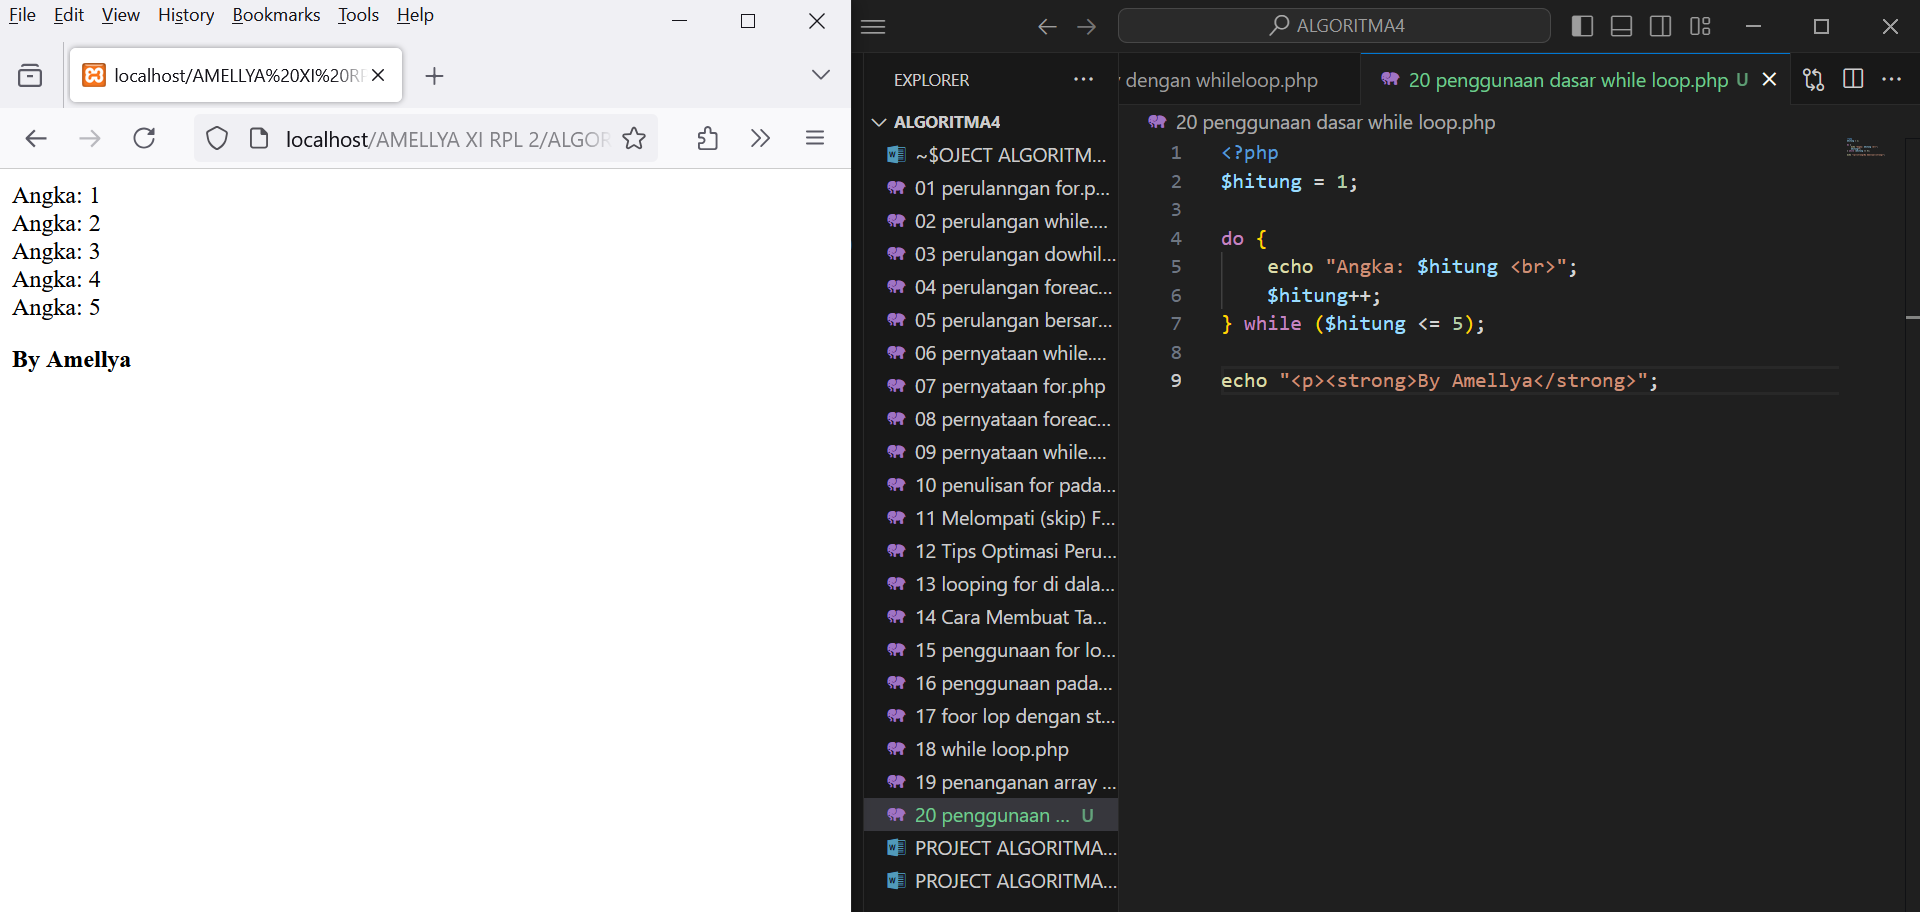 File Edit View History Bookmarks Tools Help
localhost/AMELLYA%20XI%20RP
localhost/AMELLYA XI RPL 2/ALGOR
Angka: 1
Angka: 2
Angka: 3
Angka: 4
Angka: 5
By Amellya
ALGORITMA4
EXPLORER
ALGORITMA4
~$OJECT ALGORITM...
01 perulanngan for.p...
02 perulangan while....
03 perulangan dowhil...
04 perulangan foreac...
05 perulangan bersar...
06 pernyataan while....
07 pernyataan for.php
08 pernyataan foreac...
09 pernyataan while....
10 penulisan for pada...
11 Melompati (skip) F...
12 Tips Optimasi Peru...
13 looping for di dala...
14 Cara Membuat Ta...
15 penggunaan for lo...
16 penggunaan pada...
17 foor lop dengan st...
18 while loop.php
19 penanganan array ...
20 penggunaan ... U
PROJECT ALGORITMA...
PROJECT ALGORITMA...
dengan whileloop.php
20 penggunaan dasar while loop.php U
20 penggunaan dasar while loop.php
1 <?php
2 $hitung = 1;
3
4 do {
5 echo "Angka: $hitung <br>";
6 $hitung++;
7 } while ($hitung <= 5);
8
9 echo "<p><strong>By Amellya</strong>";